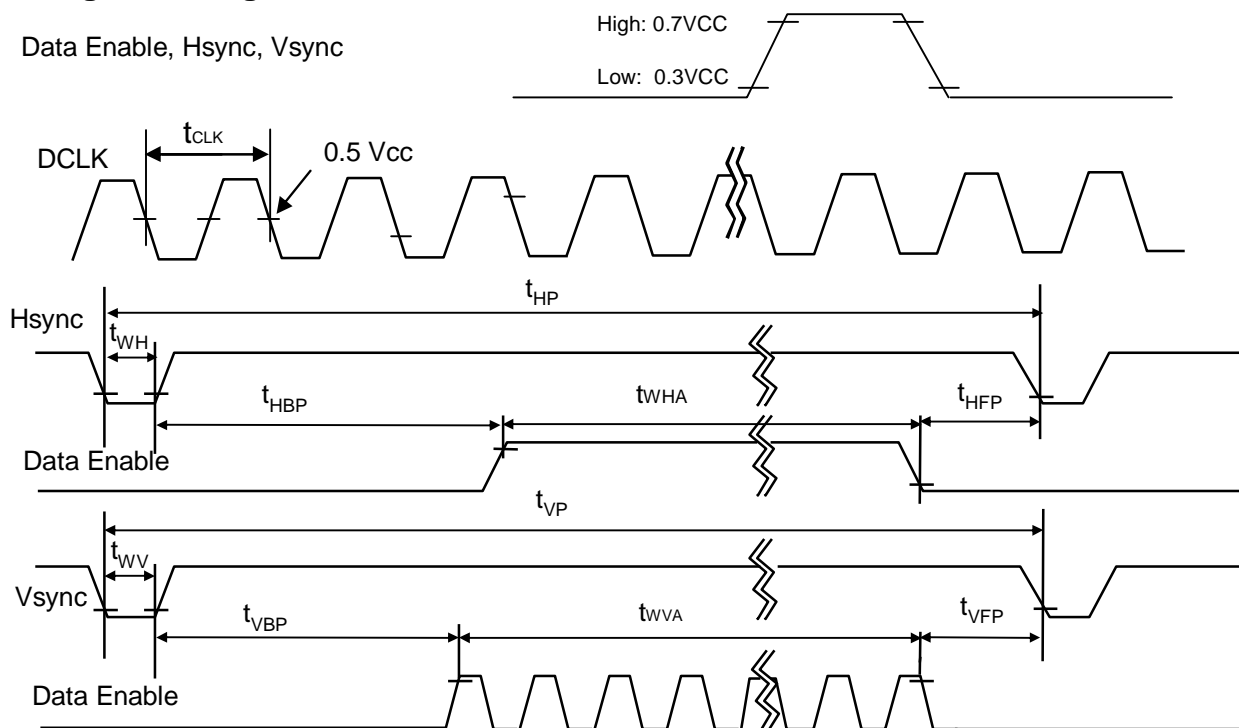 Data Enable, Hsync, Vsync
High: 0.7VCC
Low: 0.3VCC
DCLK
tCLK
0.5 Vcc
tHP
Hsync
tWH
tHBP
tWHA
tHFP
Data Enable
tVP
tWV
Vsync
tVBP
tWVA
tVFP
Data Enable